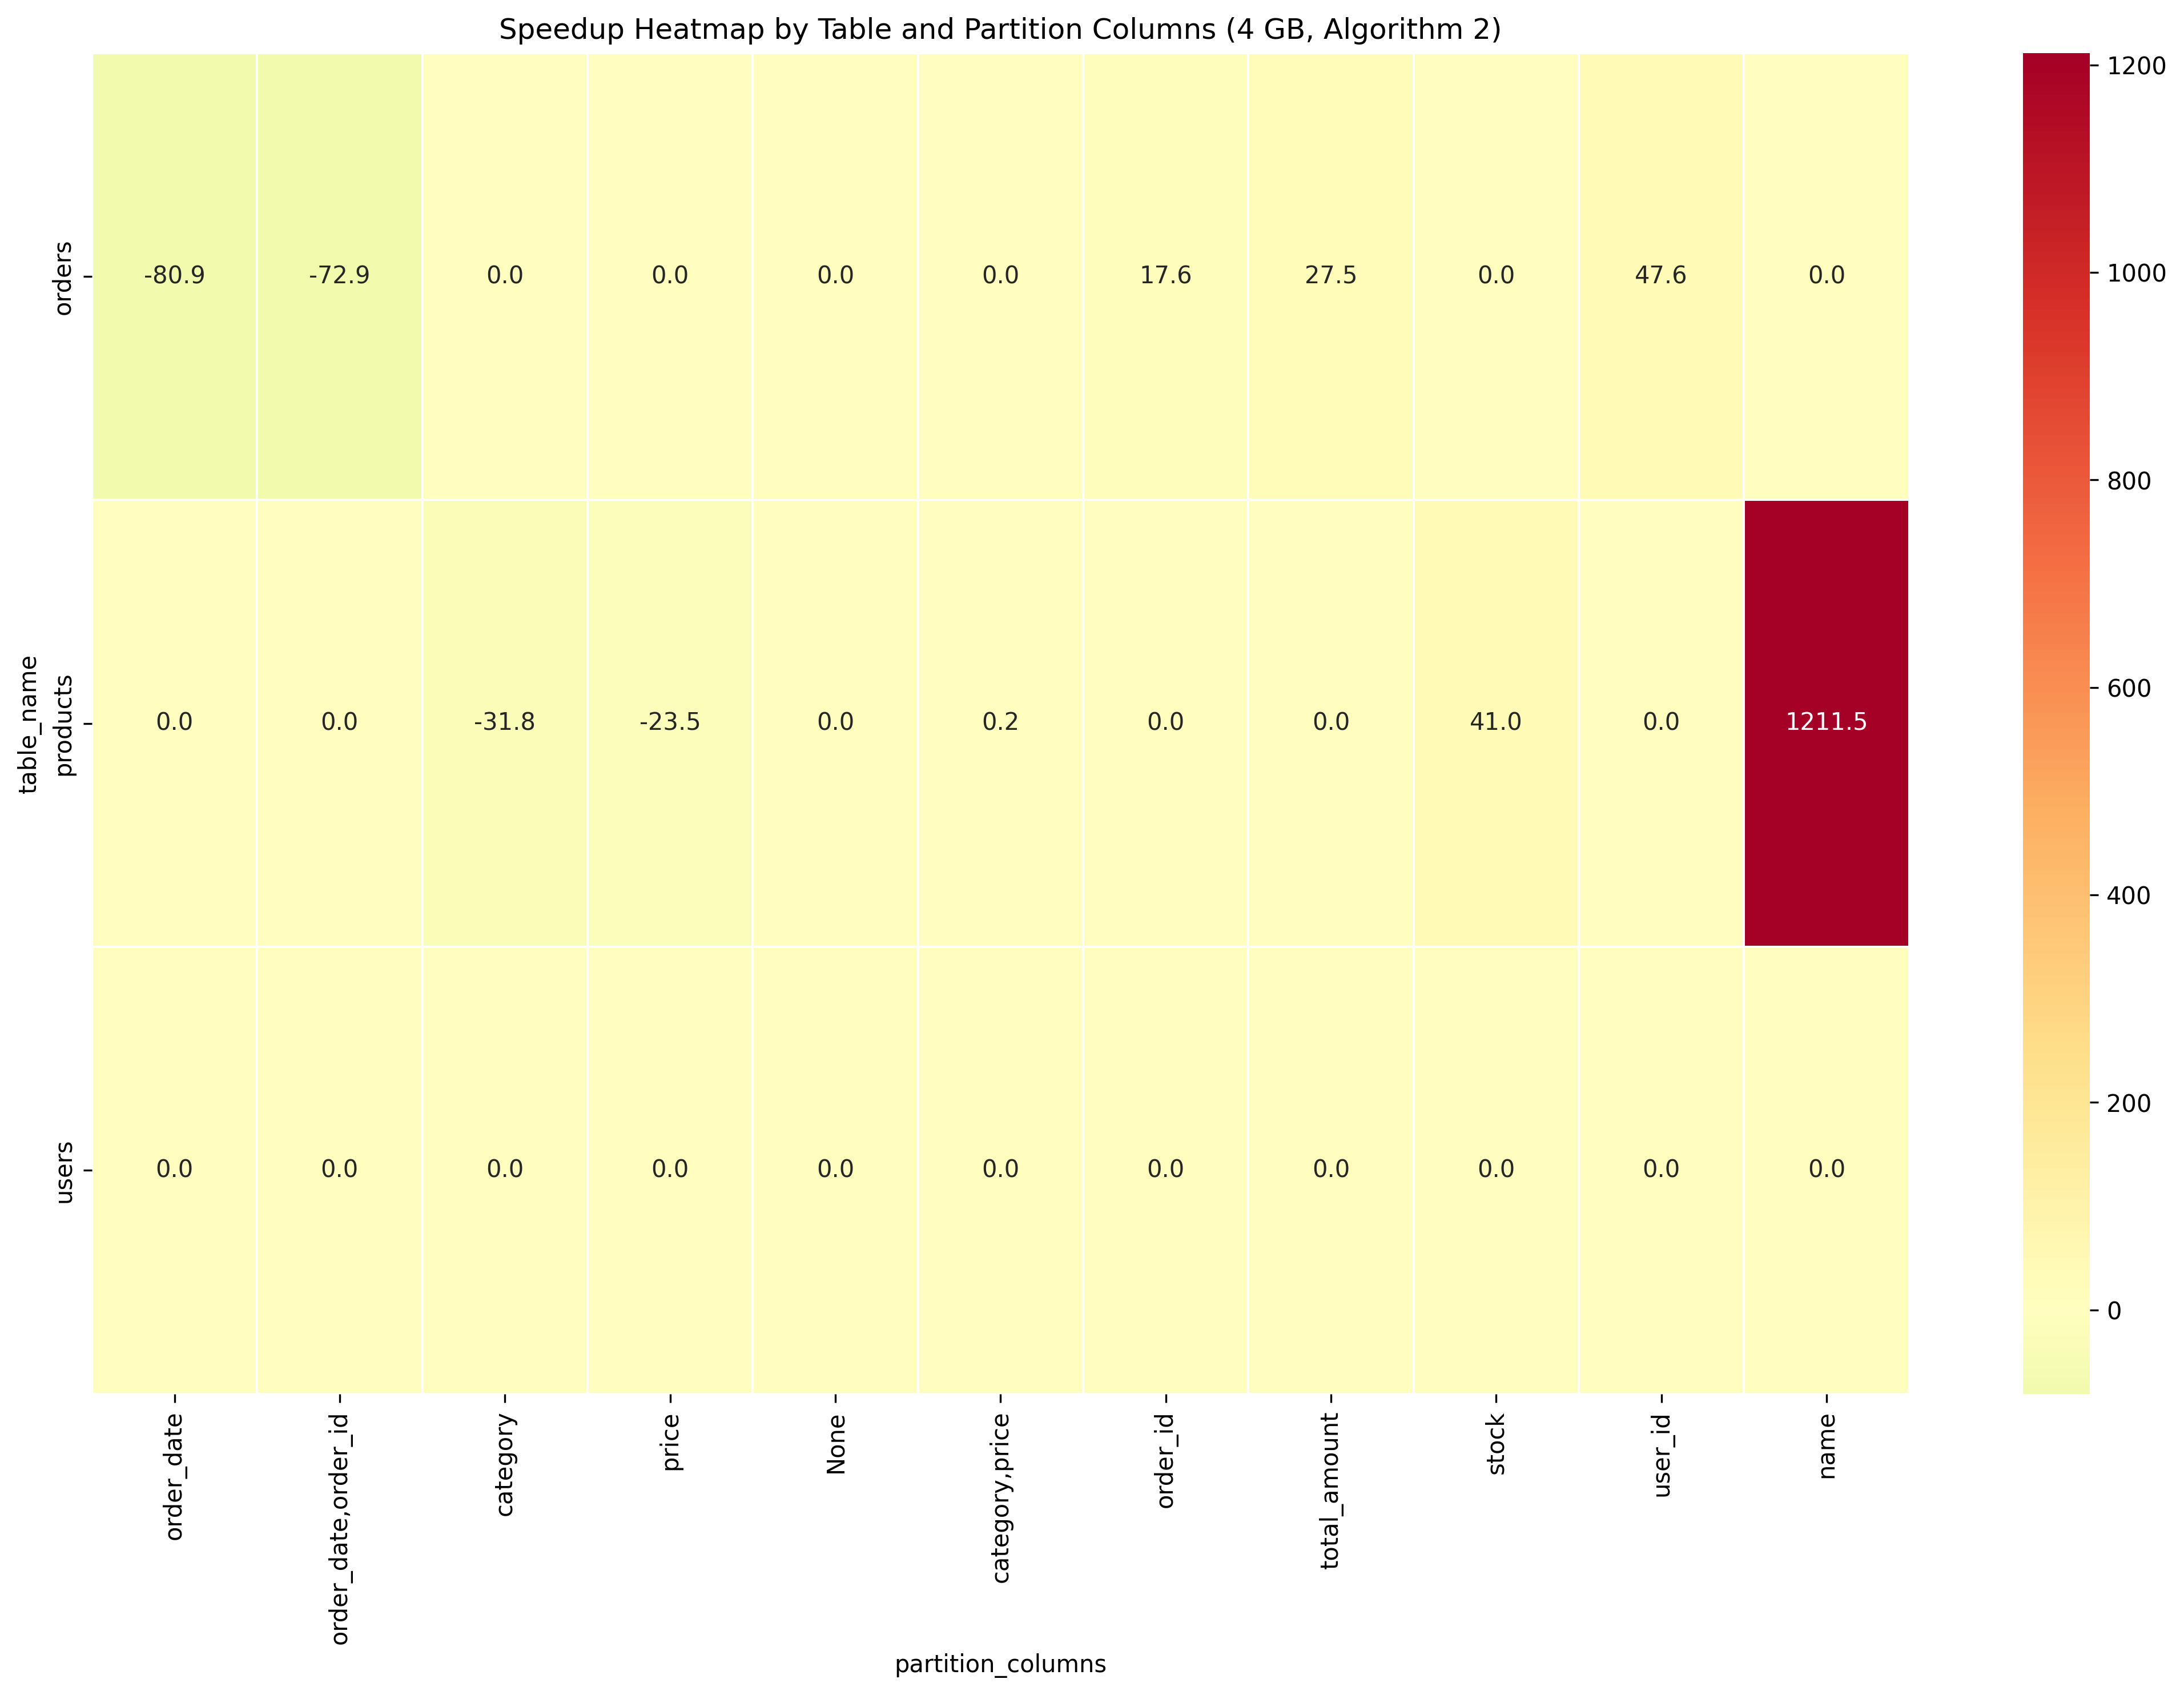 Speedup Heatmap by Table and Partition Columns (4 GB, Algorithm 2)
table_name
orders
-80.9 -72.9 0.0 0.0 0.0 0.0 17.6 27.5 0.0 47.6 0.0
products
0.0 0.0 -31.8 -23.5 0.0 0.2 0.0 0.0 41.0 0.0 1211.5
users
0.0 0.0 0.0 0.0 0.0 0.0 0.0 0.0 0.0 0.0 0.0
order_date
order_date,order_id
category
price
None
category,price
order_id
total_amount
stock
user_id
name
partition_columns
1200
1000
800
600
400
200
0